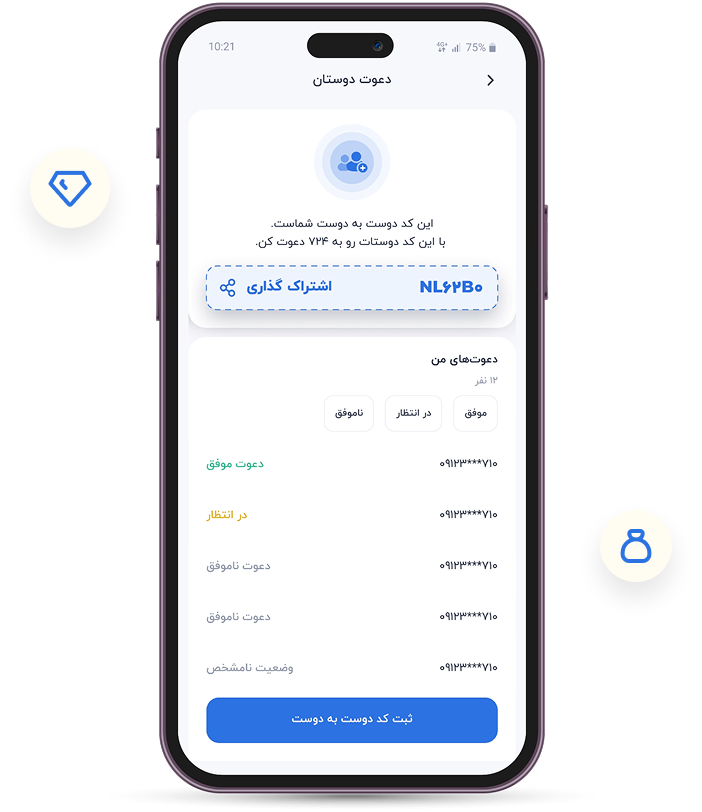 10:21
4G+ 75%
دعوت دوستان
این کد دوست به دوست شماست.
با این کد دوستات رو به ۷۲۴ دعوت کن.
NL۶۲B۰ اشتراک گذاری
دعوت‌های من
۱۲ نفر
موفق در انتظار ناموفق
۰۹۱۲۳***۷۱۰ دعوت موفق
۰۹۱۲۳***۷۱۰ در انتظار
۰۹۱۲۳***۷۱۰ دعوت ناموفق
۰۹۱۲۳***۷۱۰ دعوت ناموفق
۰۹۱۲۳***۷۱۰ وضعیت نامشخص
ثبت کد دوست به دوست